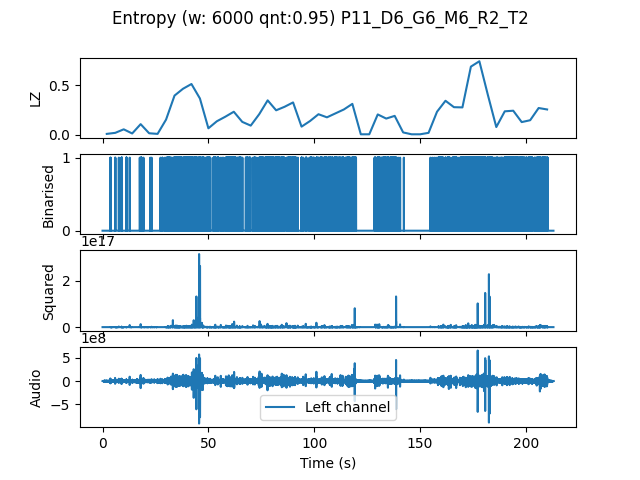 Entropy (w: 6000 qnt:0.95) P11_D6_G6_M6_R2_T2
LZ
0.5
0.0
Binarised
1
0
1e17
Squared
2
0
1e8
Audio
5
0
−5
Left channel
0 50 100 150 200
Time (s)